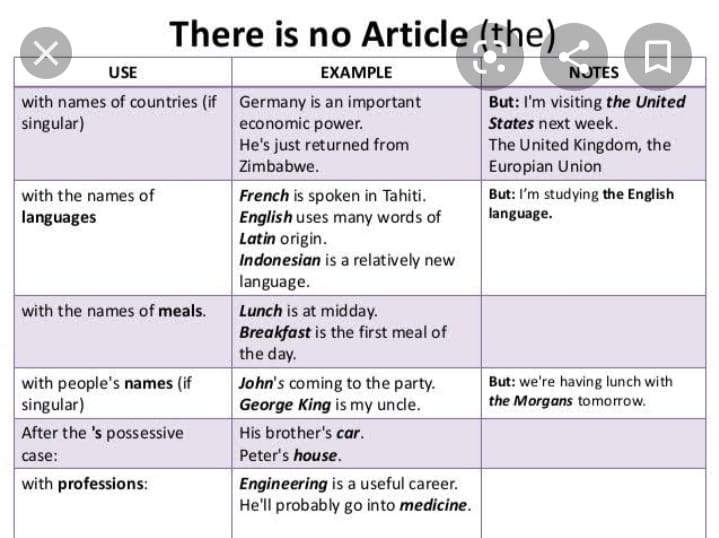 There is no Article (the)
USE
EXAMPLE
NOTES
with names of countries (if
singular)
Germany is an important
economic power.
He's just returned from
Zimbabwe.
But: I'm visiting the United
States next week.
The United Kingdom, the
Europian Union
with the names of
languages
French is spoken in Tahiti.
English uses many words of
Latin origin.
Indonesian is a relatively new
language.
But: I'm studying the English
language.
with the names of meals.
Lunch is at midday.
Breakfast is the first meal of
the day.
with people's names (if
singular)
John's coming to the party.
George King is my uncle.
But: we're having lunch with
the Morgans tomorrow.
After the 's possessive
case:
His brother's car.
Peter's house.
with professions:
Engineering is a useful career.
He'll probably go into medicine.